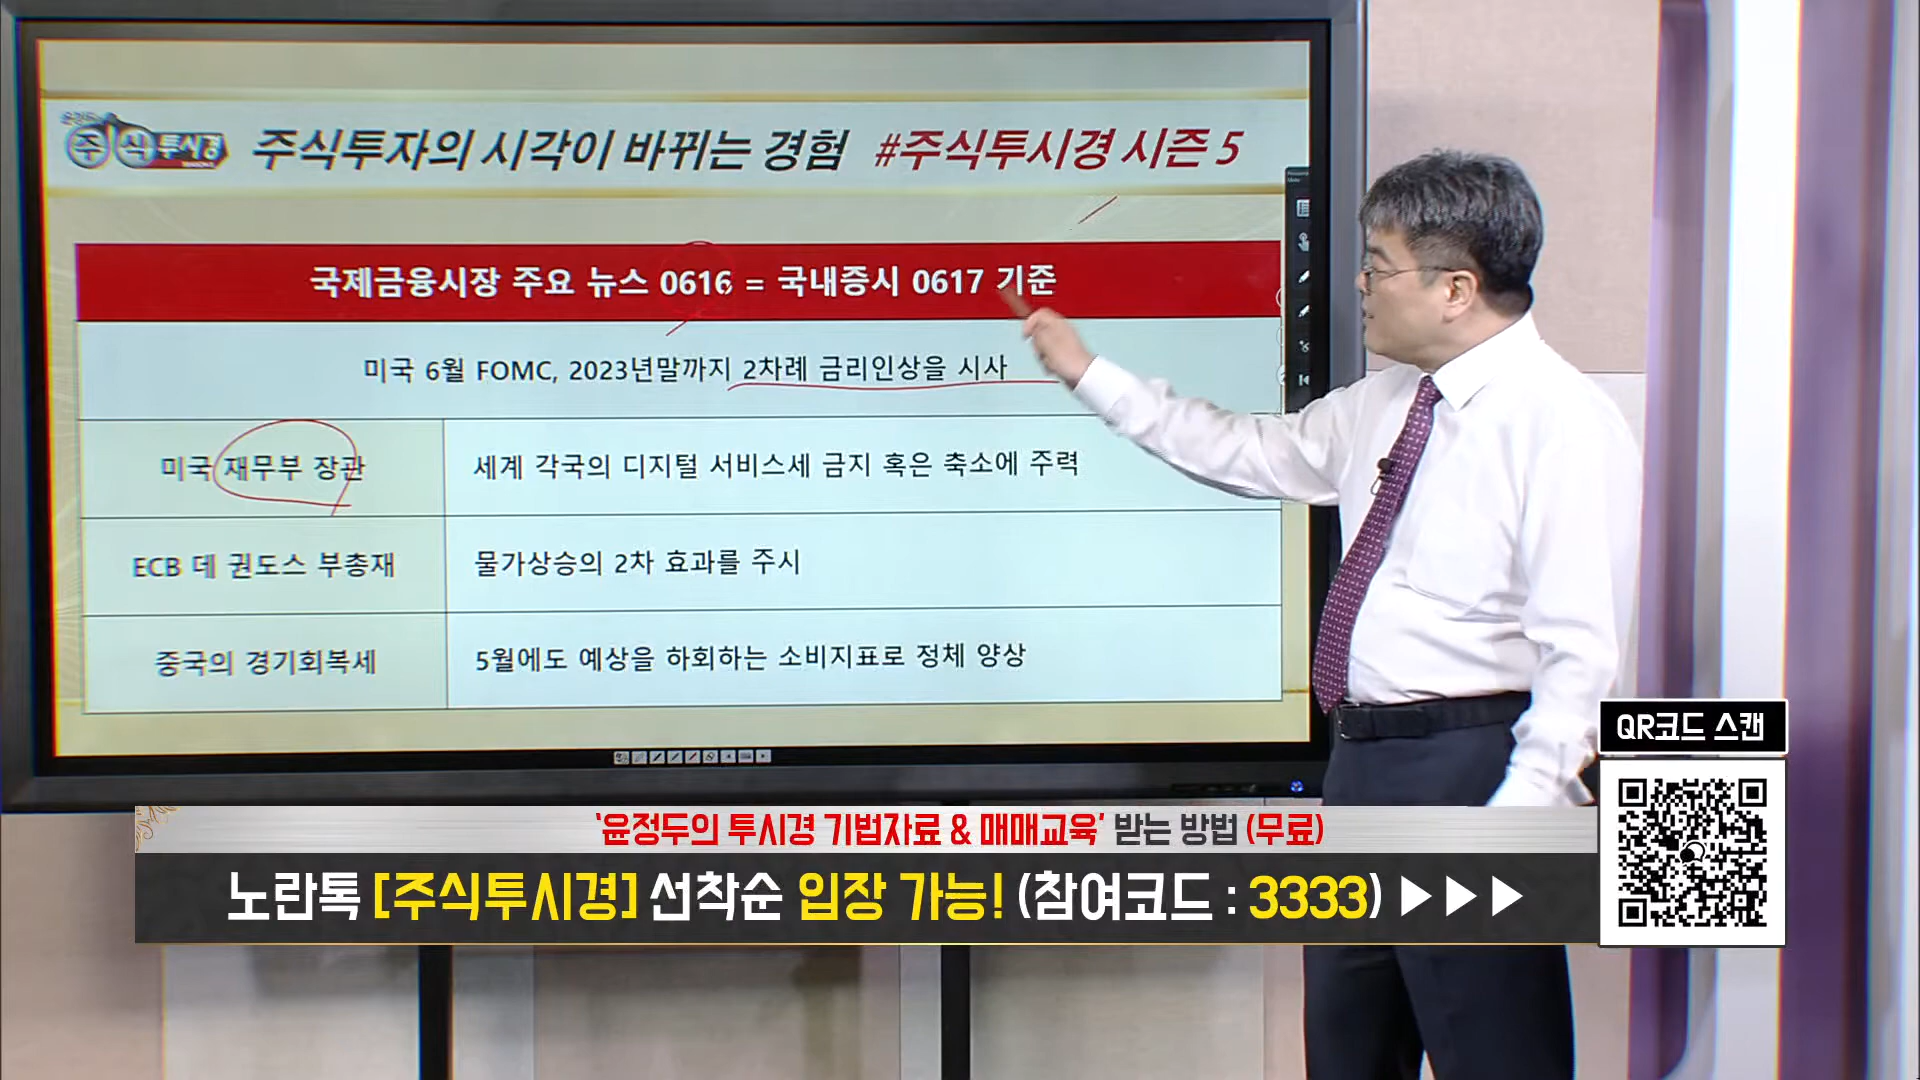 주식투시경
주식투자의 시각이 바뀌는 경험 #주식투시경 시즌 5
국제금융시장 주요 뉴스 0616 = 국내증시 0617 기준
미국 6월 FOMC, 2023년말까지 2차례 금리인상을 시사
미국 재무부 장관
세계 각국의 디지털 서비스세 금지 혹은 축소에 주력
ECB 데 귄도스 부총재
물가상승의 2차 효과를 주시
중국의 경기회복세
5월에도 예상을 하회하는 소비지표로 정체 양상
QR코드 스캔
'윤정두의 투시경 기법자료 & 매매교육' 받는 방법 (무료)
노란톡 [주식투시경] 선착순 입장 가능! (참여코드 : 3333) ▶▶▶